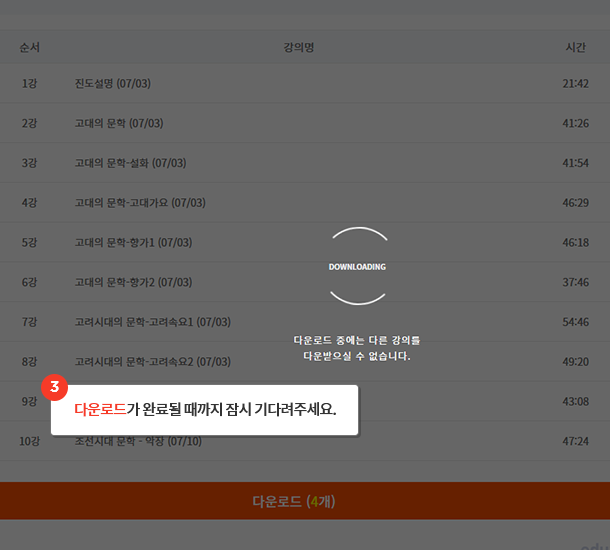 순서 강의명 시간
1강 진도설명 (07/03) 21:42
2강 고대의 문학 (07/03) 41:26
3강 고대의 문학-설화 (07/03) 41:54
4강 고대의 문학-고대가요 (07/03) 46:29
5강 고대의 문학-향가1 (07/03) 46:18
6강 고대의 문학-향가2 (07/03) 37:46
DOWNLOADING
7강 고려시대의 문학-고려속요1 (07/03) 54:46
다운로드 중에는 다른 강의를
다운받으실 수 없습니다.
8강 고려시대의 문학-고려속요2 (07/03) 49:20
3
다운로드가 완료될 때까지 잠시 기다려주세요.
9강 43:08
10강 조선시대 문학 - 악장 (07/10) 47:24
다운로드 (4개)